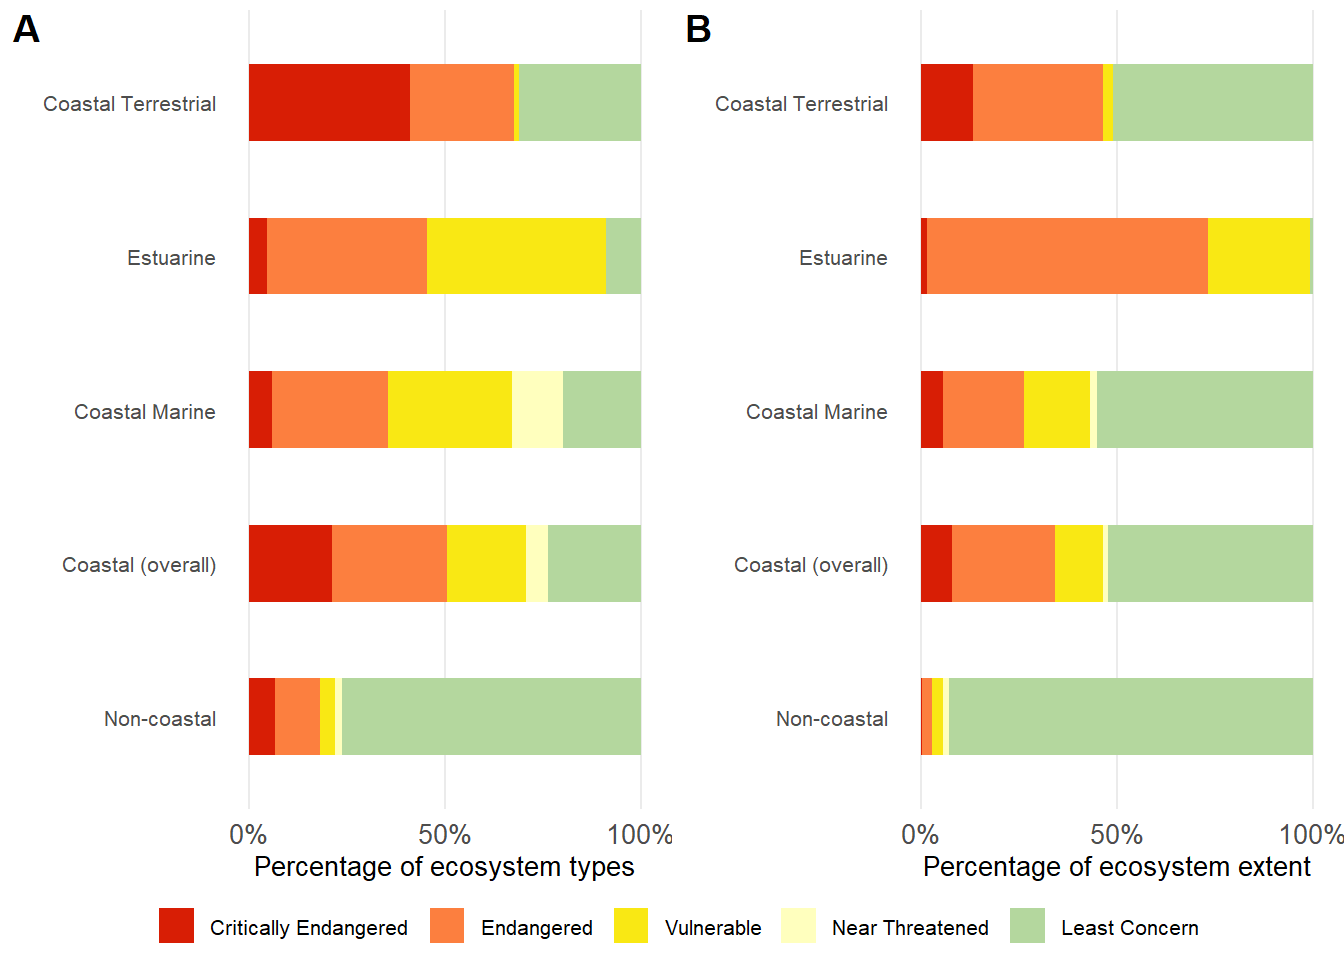 A
Coastal Terrestrial
Estuarine
Coastal Marine
Coastal (overall)
Non-coastal
0% 50% 100%
Percentage of ecosystem types
B
Coastal Terrestrial
Estuarine
Coastal Marine
Coastal (overall)
Non-coastal
0% 50% 100%
Percentage of ecosystem extent
Critically Endangered Endangered Vulnerable Near Threatened Least Concern